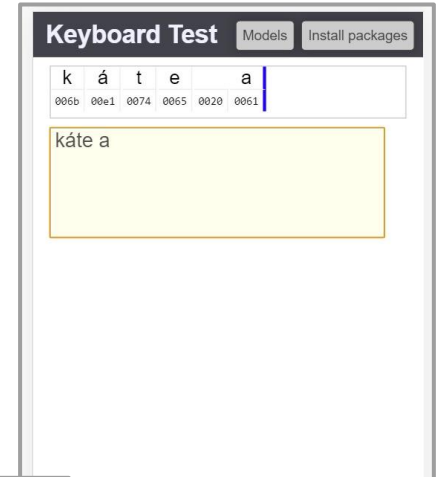 Keyboard Test Models Install packages
k á t e a
006b 00e1 0074 0065 0020 0061
káte a